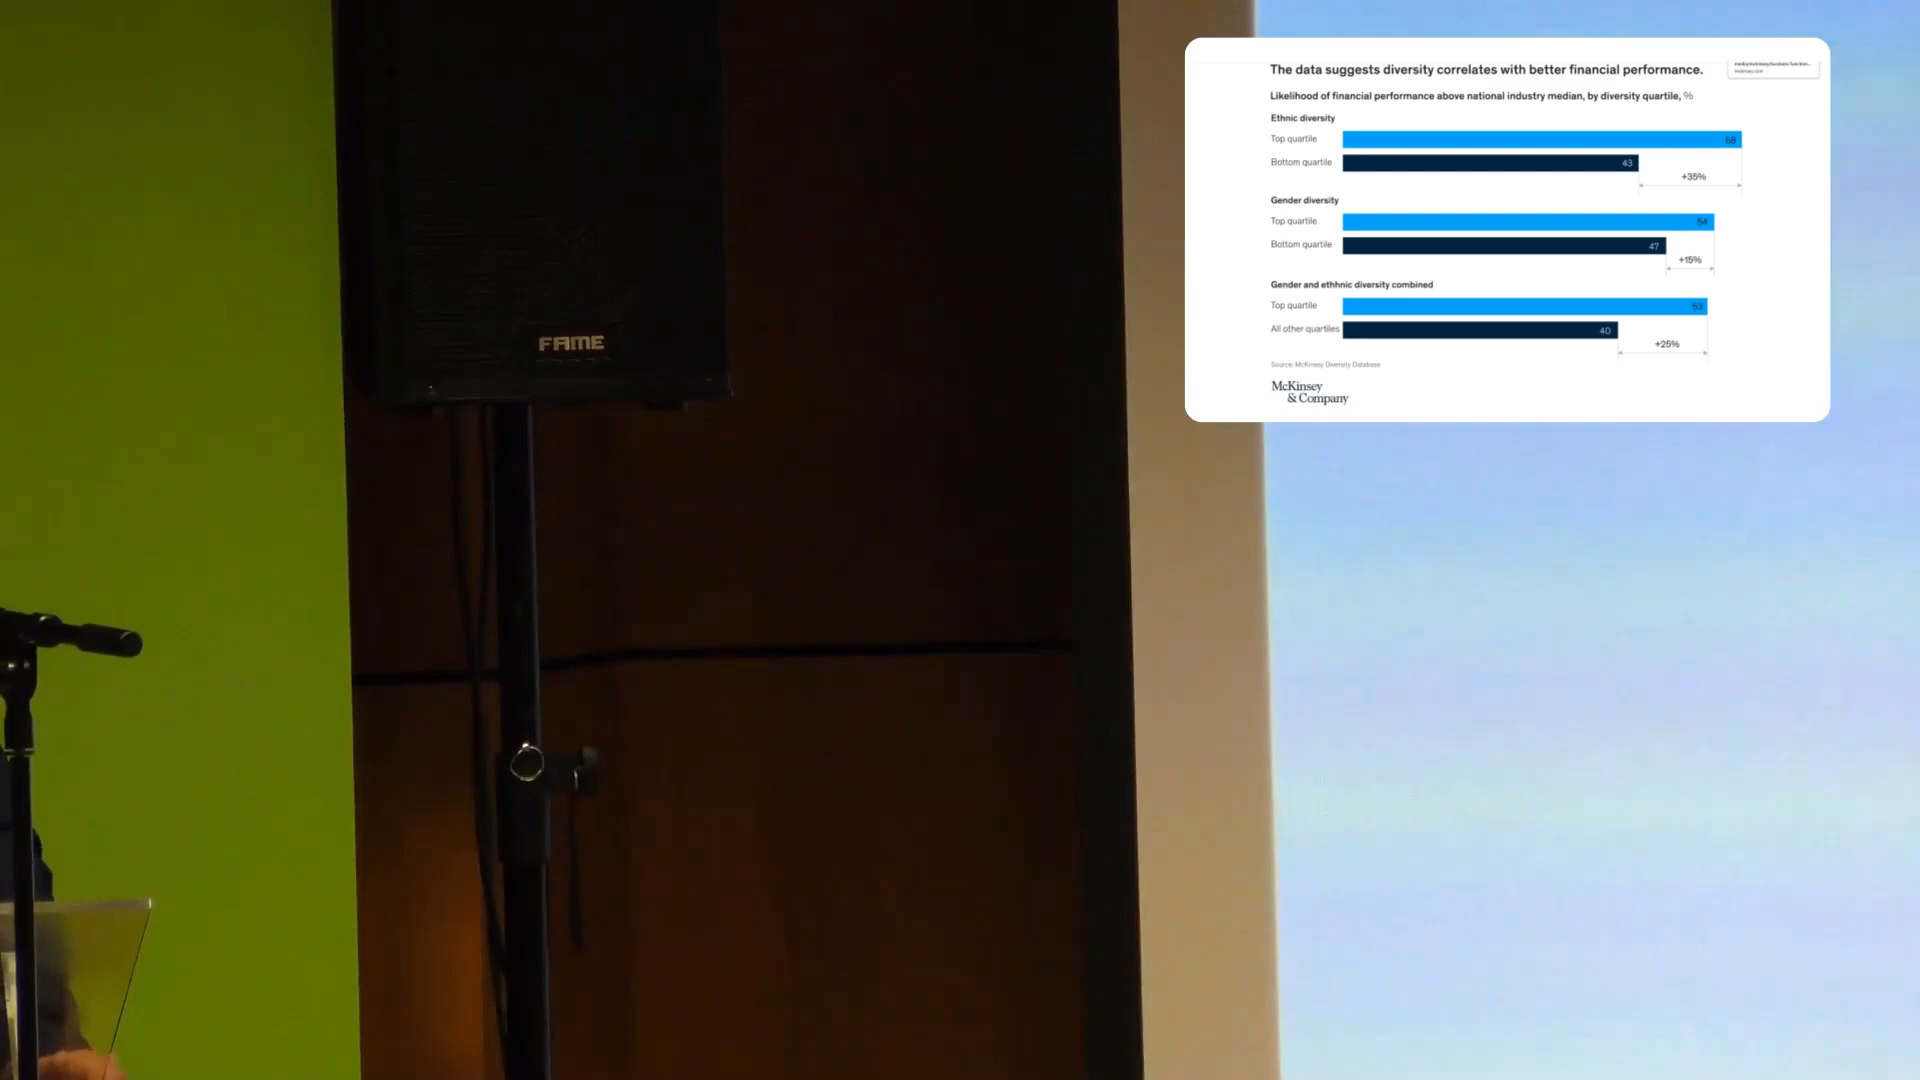 The data suggests diversity correlates with better financial performance.
mckinsey.com
Likelihood of financial performance above national industry median, by diversity quartile, %
Ethnic diversity
Top quartile 58
Bottom quartile 43
+35%
Gender diversity
Top quartile 54
Bottom quartile 47
+15%
Gender and ethhnic diversity combined
Top quartile 53
All other quartiles 40
+25%
Source: McKinsey Diversity Database
McKinsey
& Company
FAME